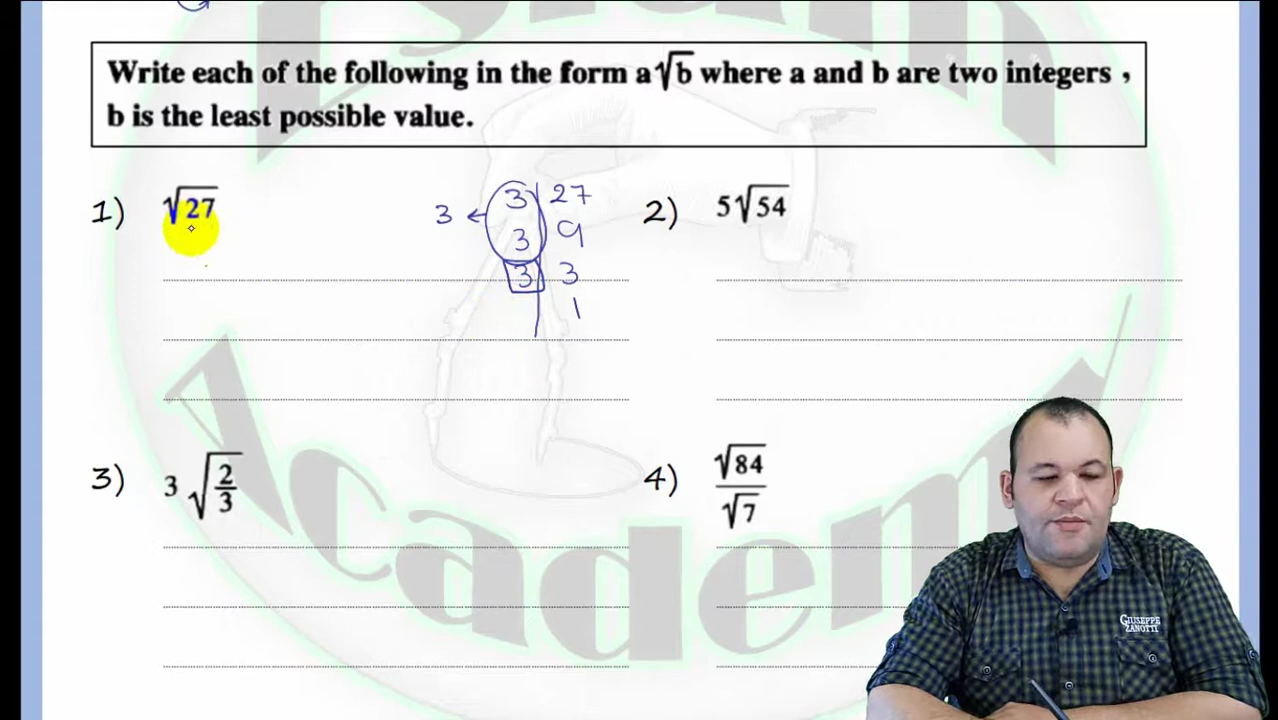 Write each of the following in the form a√b where a and b are two integers ,
b is the least possible value.
1) √27
3 ← 3 | 27
3 | 9
3 | 3
| 1
2) 5√54
3) 3 √(2/3)
4) √84 / √7
GIUSEPPE
ZANOTTI
Academy